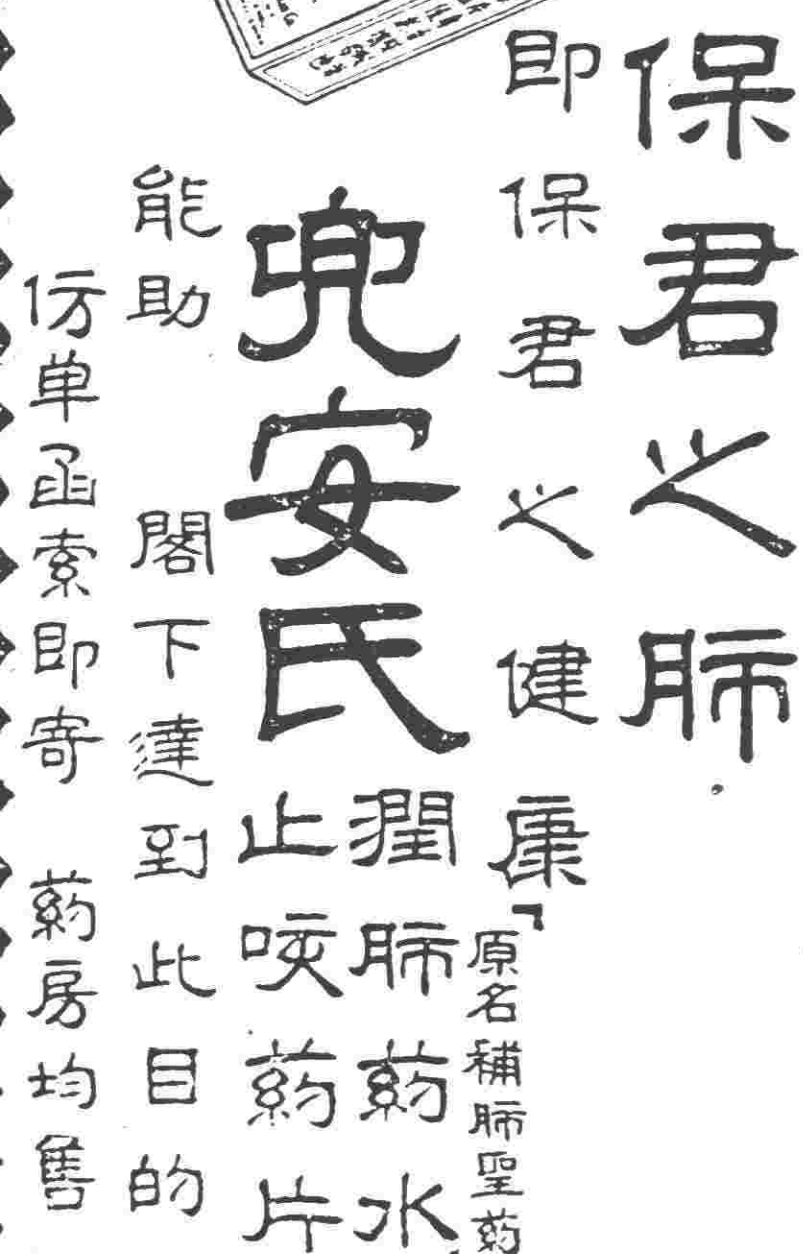 保君之肺
即保君之健康
「原名補肺聖葯
兜安氏
潤肺葯水
止咳葯片
能助 閣下達到此目的
仿单函索即寄 葯房均售